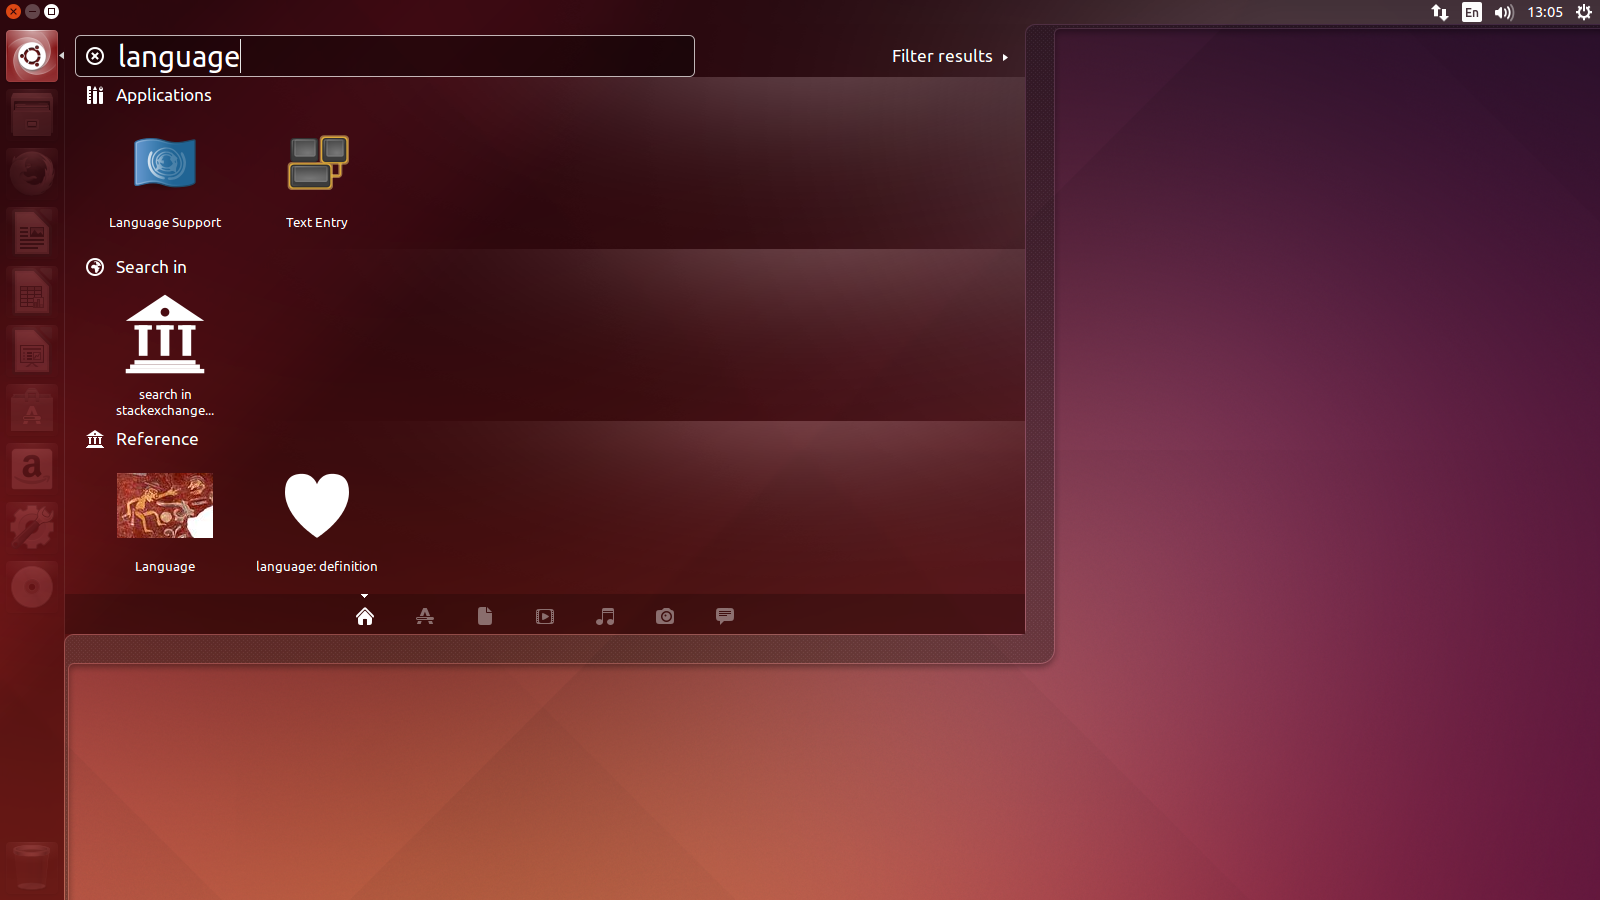 En
13:05
language
Filter results
Applications
Language Support
Text Entry
Search in
search in
stackexchange...
Reference
Language
language: definition